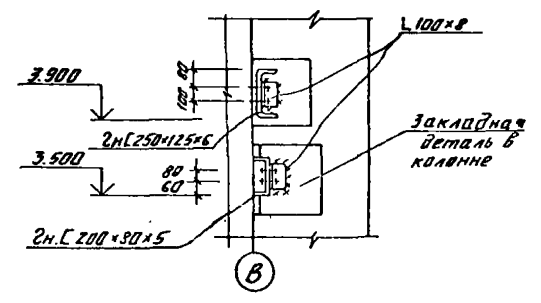 L 100×8
80
3.900
100
Гн.[ 250×125×6
Закладная
деталь в
колонне
3.500
80
60
Гн.[ 200×80×5
В